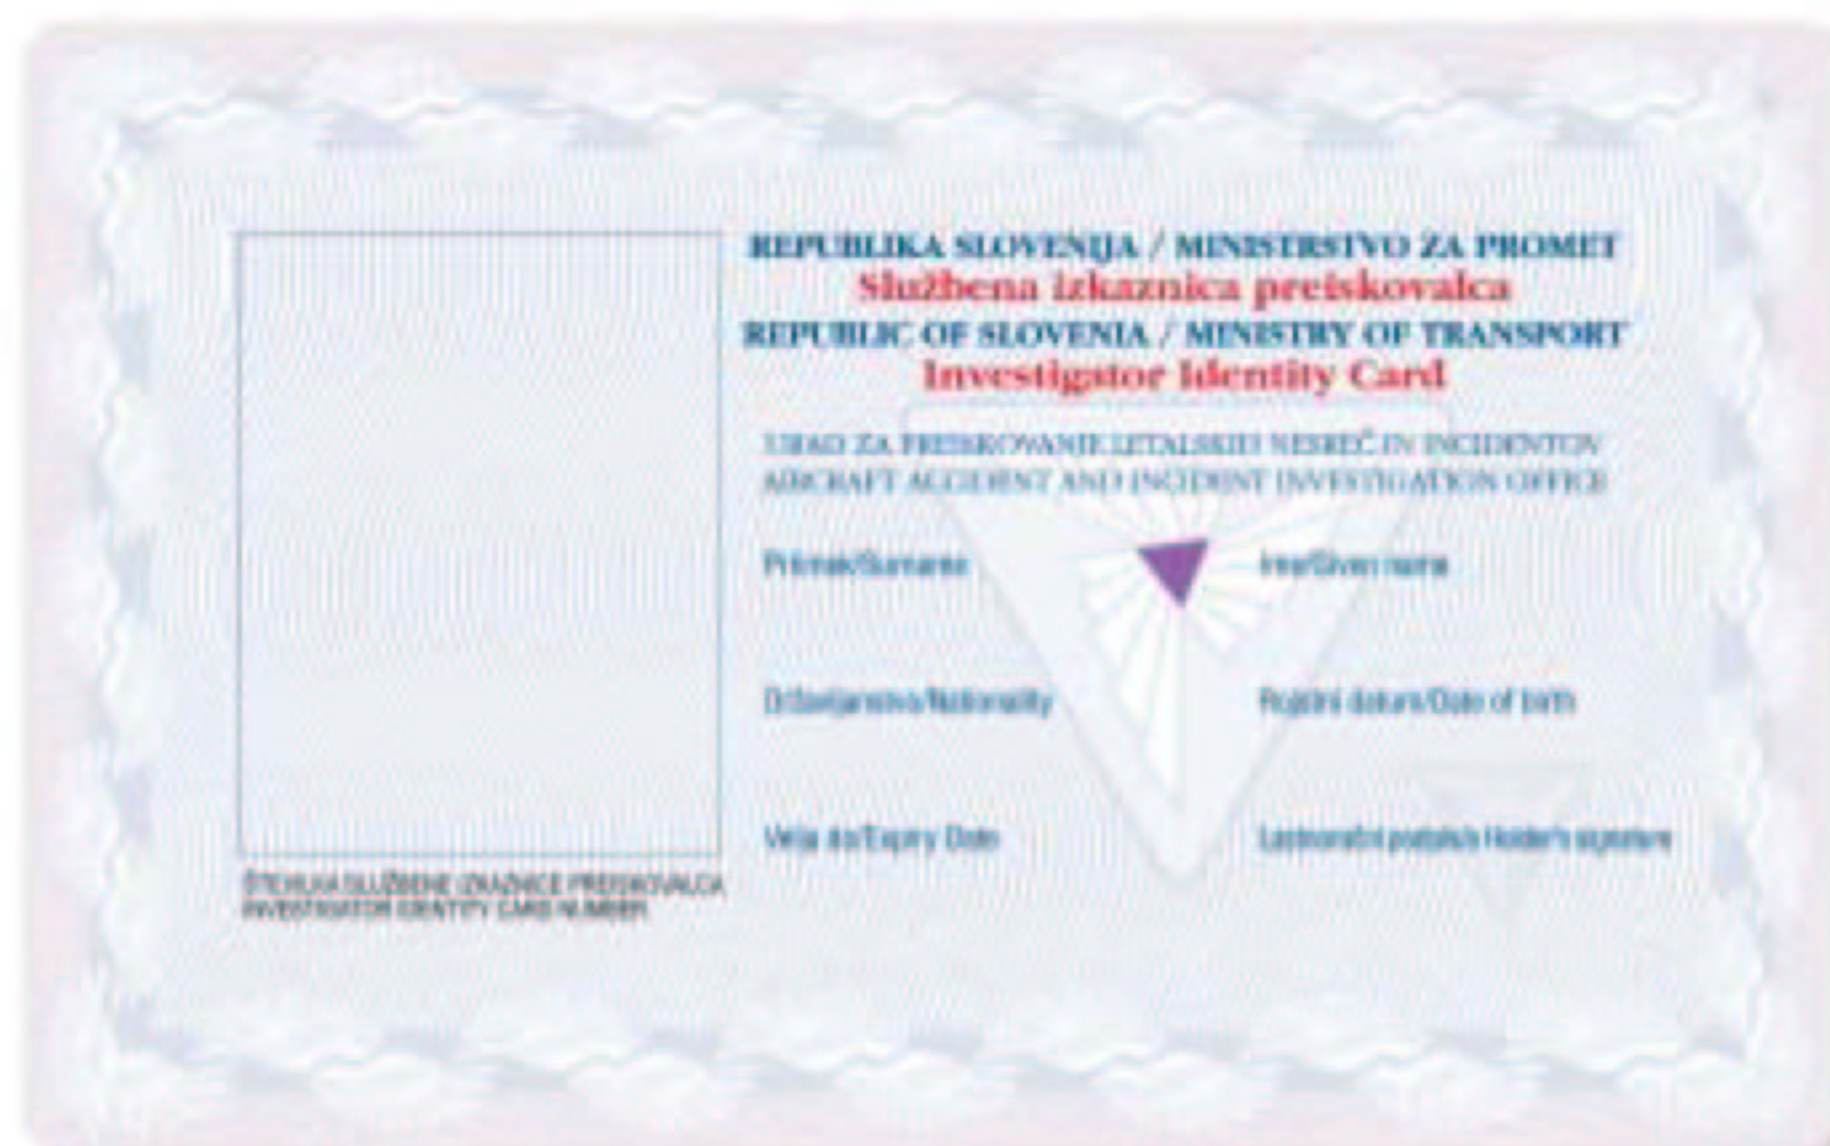 REPUBLIKA SLOVENIJA / MINISTRSTVO ZA PROMET
Službena izkaznica preiskovalca
REPUBLIC OF SLOVENIA / MINISTRY OF TRANSPORT
Investigator Identity Card
URAD ZA PREISKOVANJE LETALSKIH NESREČ IN INCIDENTOV
AIRCRAFT ACCIDENT AND INCIDENT INVESTIGATION OFFICE
Priimek/Surname Ime/Given name
Državljanstvo/Nationality Rojstni datum/Date of birth
Velja do/Expiry Date Lastnoročni podpis/Holder's signature
ŠTEVILKA SLUŽBENE IZKAZNICE PREISKOVALCA
INVESTIGATOR IDENTITY CARD NUMBER